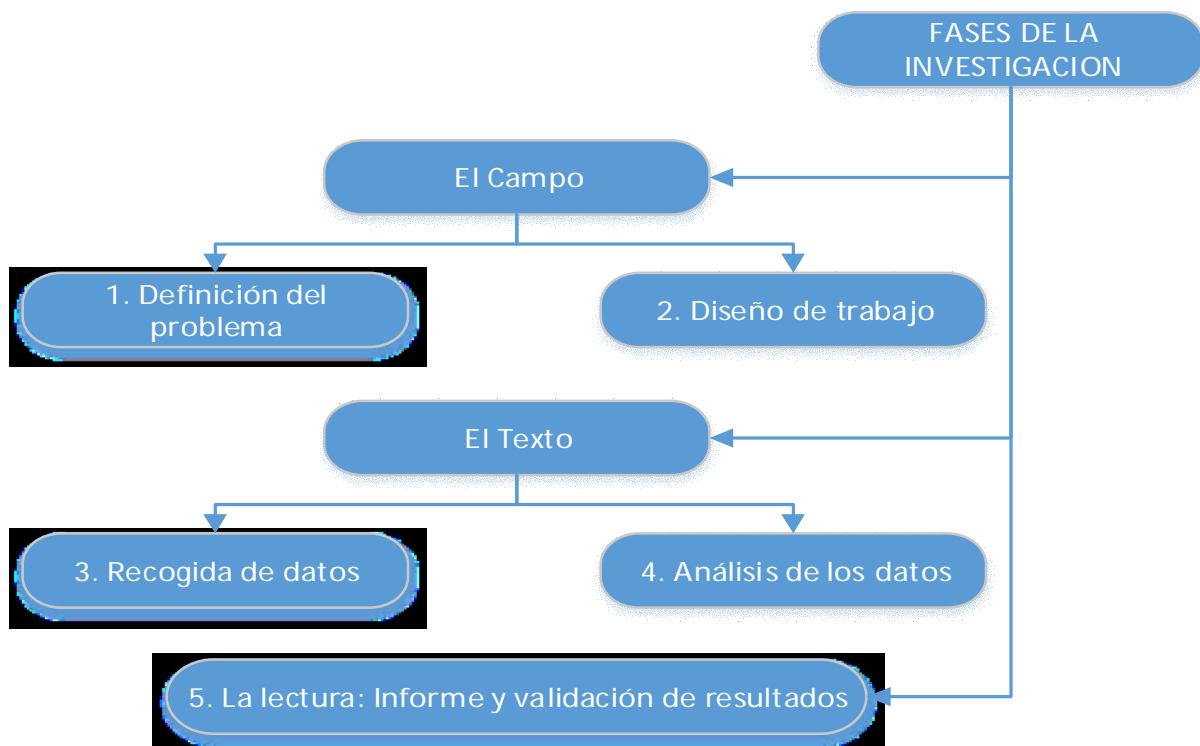 FASES DE LA
INVESTIGACION
El Campo
1. Definición del
problema
2. Diseño de trabajo
El Texto
3. Recogida de datos
4. Análisis de los datos
5. La lectura: Informe y validación de resultados